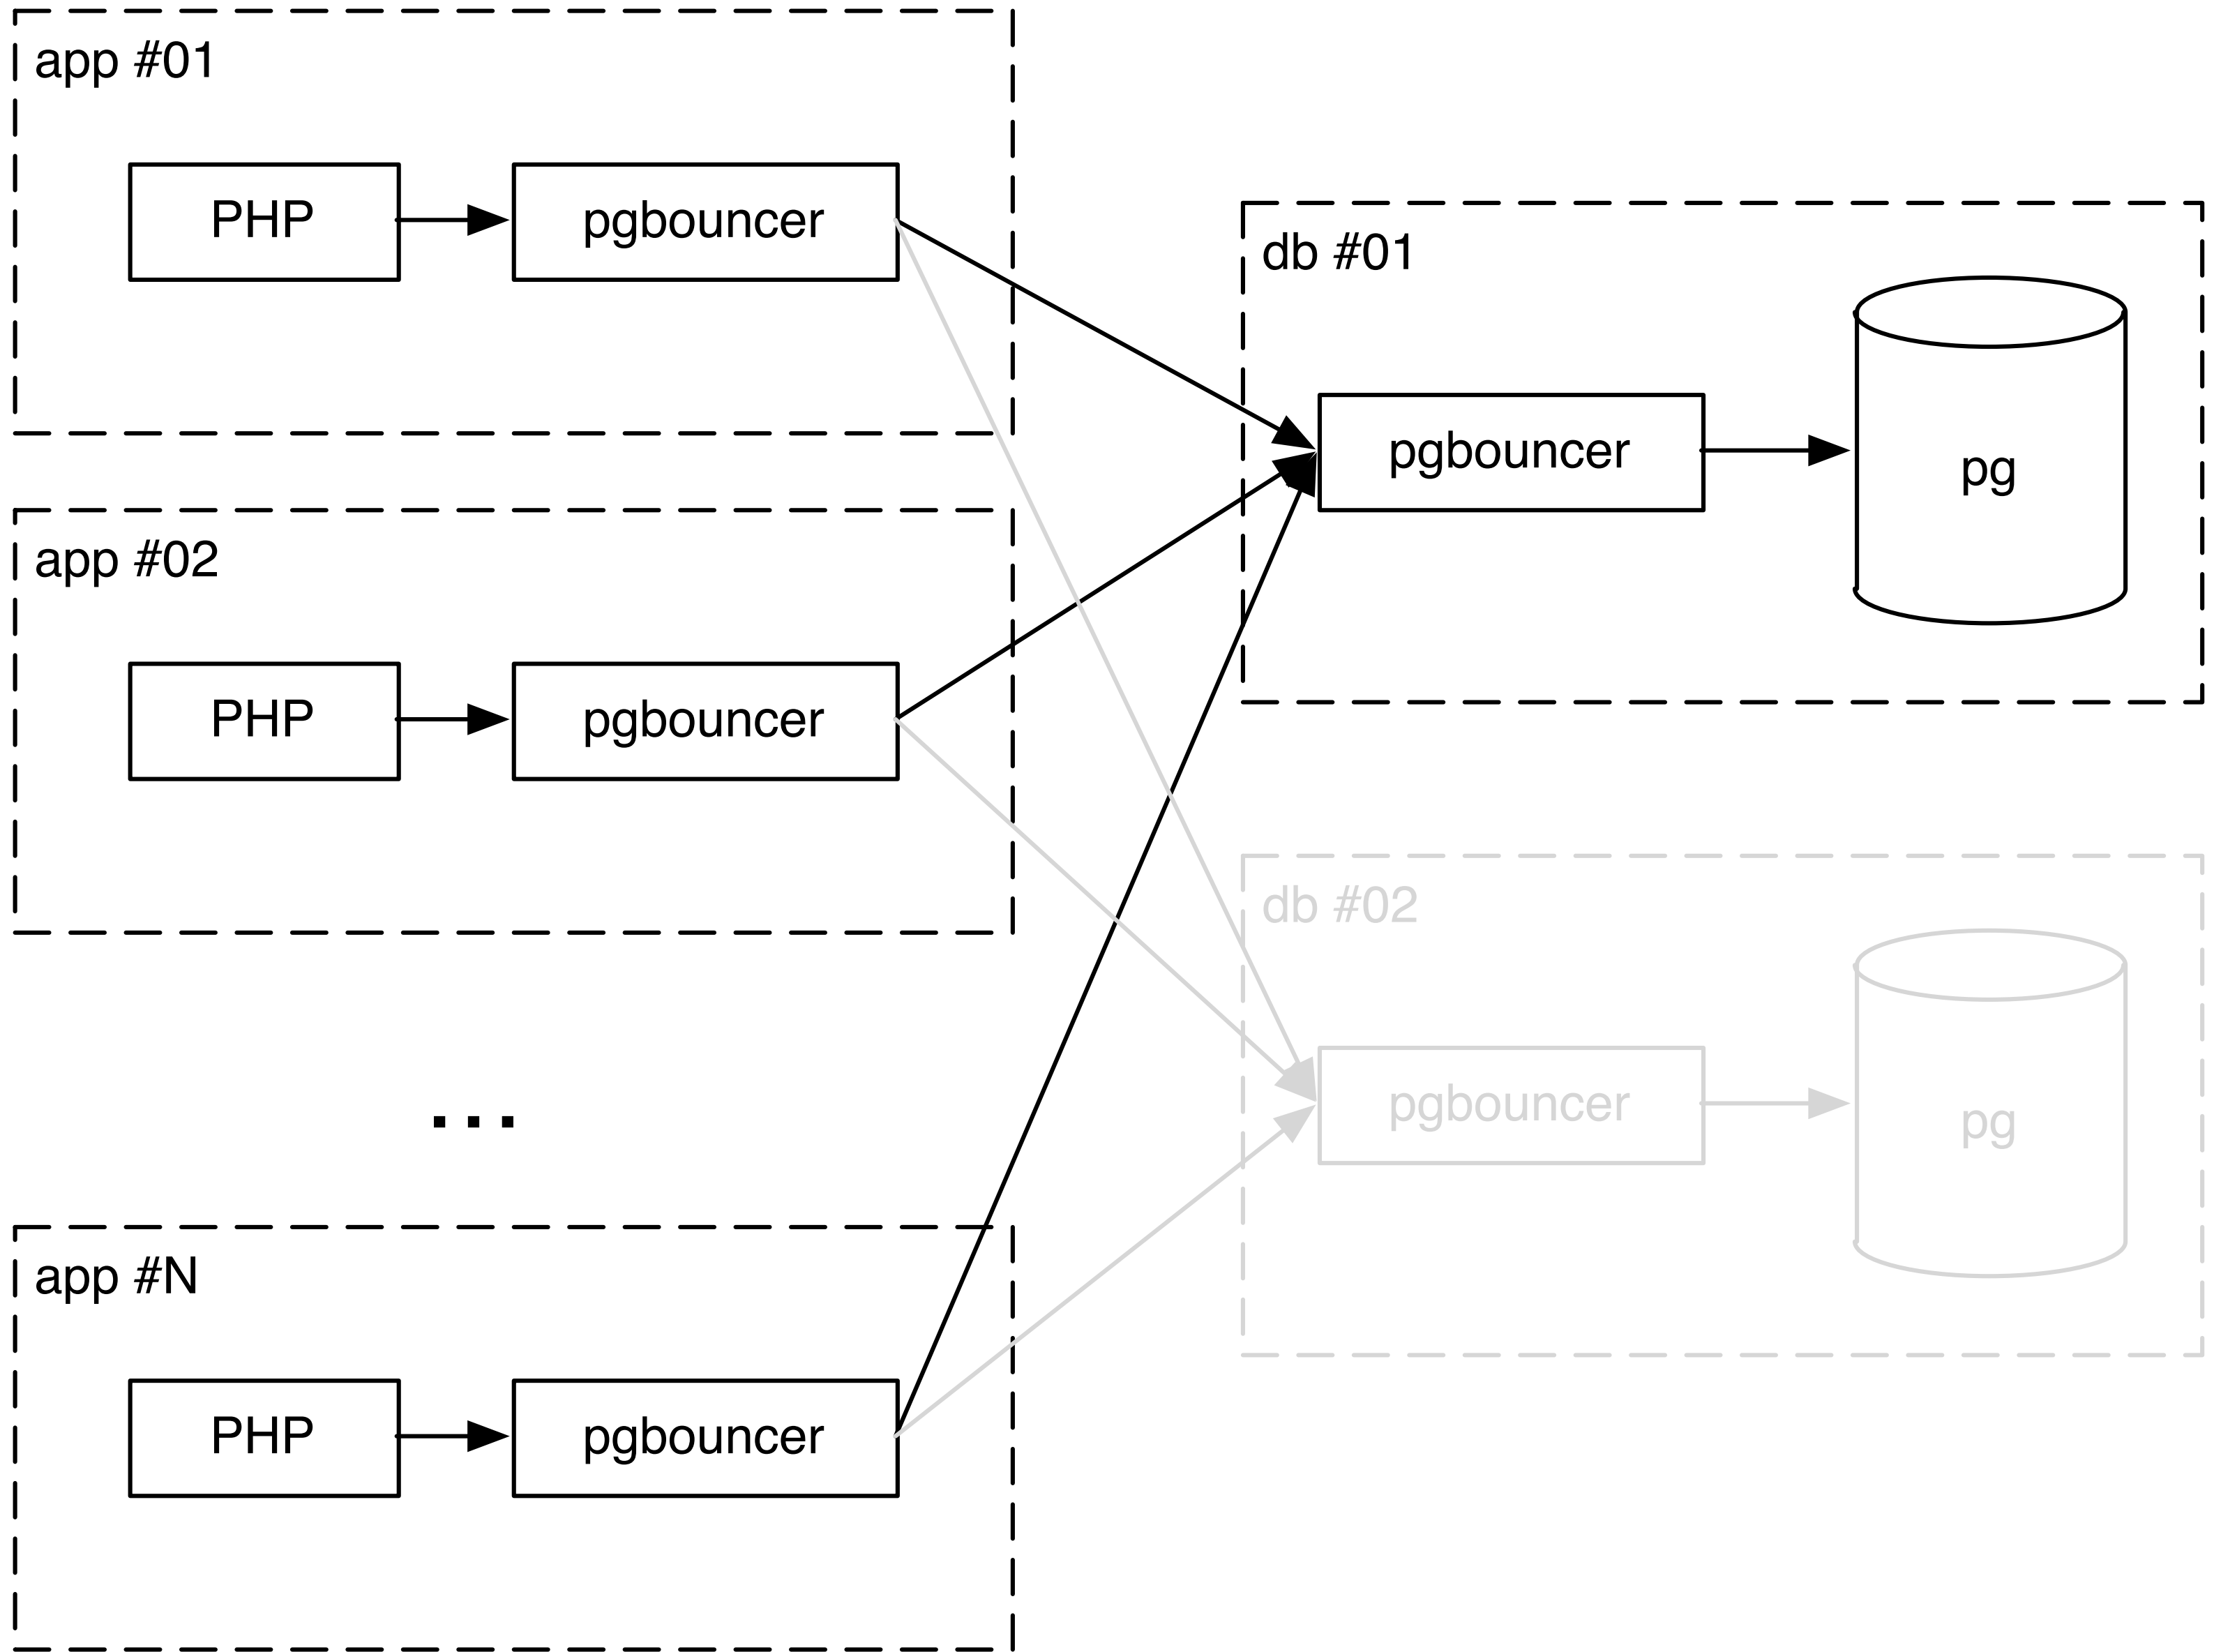 app #01
PHP
pgbouncer
db #01
pgbouncer
pg
app #02
PHP
pgbouncer
db #02
pgbouncer
pg
...
app #N
PHP
pgbouncer